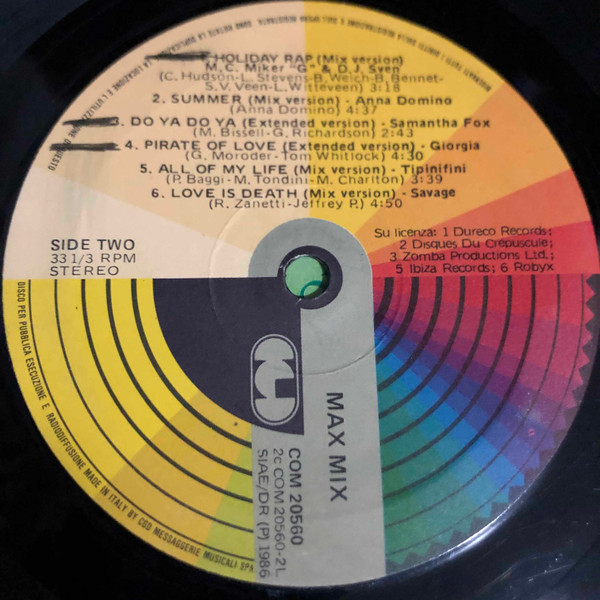 HOLIDAY RAP (Mix version)
M.C. Miker "G" & D.J. Sven
(C. Hudson-L. Stevens-B. Welch-B. Bennet-
S.V. Veen-L. Witteveen) 3:18
2. SUMMER (Mix version) - Anna Domino
(Anna Domino) 4:37
3. DO YA DO YA (Extended version) - Samantha Fox
(M. Bissell-G. Richardson) 2:43
4. PIRATE OF LOVE (Extended version) - Giorgia
(G. Moroder-Tom Whitlock) 4:30
5. ALL OF MY LIFE (Mix version) - Tipinifini
(P. Baggi-M. Tondini-M. Charlton) 3:39
6. LOVE IS DEATH (Mix version) - Savage
(R. Zanetti-Jeffrey P.) 4:50
SIDE TWO
33 1/3 RPM
STEREO
Su licenza: 1 Dureco Records;
2 Disques Du Crépuscule;
3 Zomba Productions Ltd.;
5 Ibiza Records; 6 Robyx
MAX MIX
COM 20560
2c COM 20560-2L
SIAE/DR (P) 1986
DISCO PER PUBBLICA ESECUZIONE E RADIODIFFUSIONE MADE IN ITALY BY CGD MESSAGGERIE MUSICALI SPA